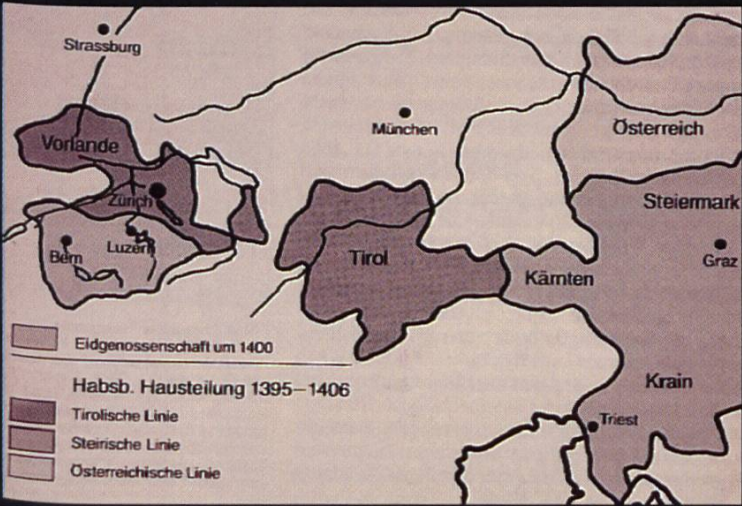 Strassburg
München
Österreich
Vorlande
Zürich
Steiermark
Luzern
Bern
Tirol
Graz
Kärnten
Eidgenossenschaft um 1400
Habsb. Hausteilung 1395–1406
Krain
Tirolische Linie
Triest
Steirische Linie
Österreichische Linie